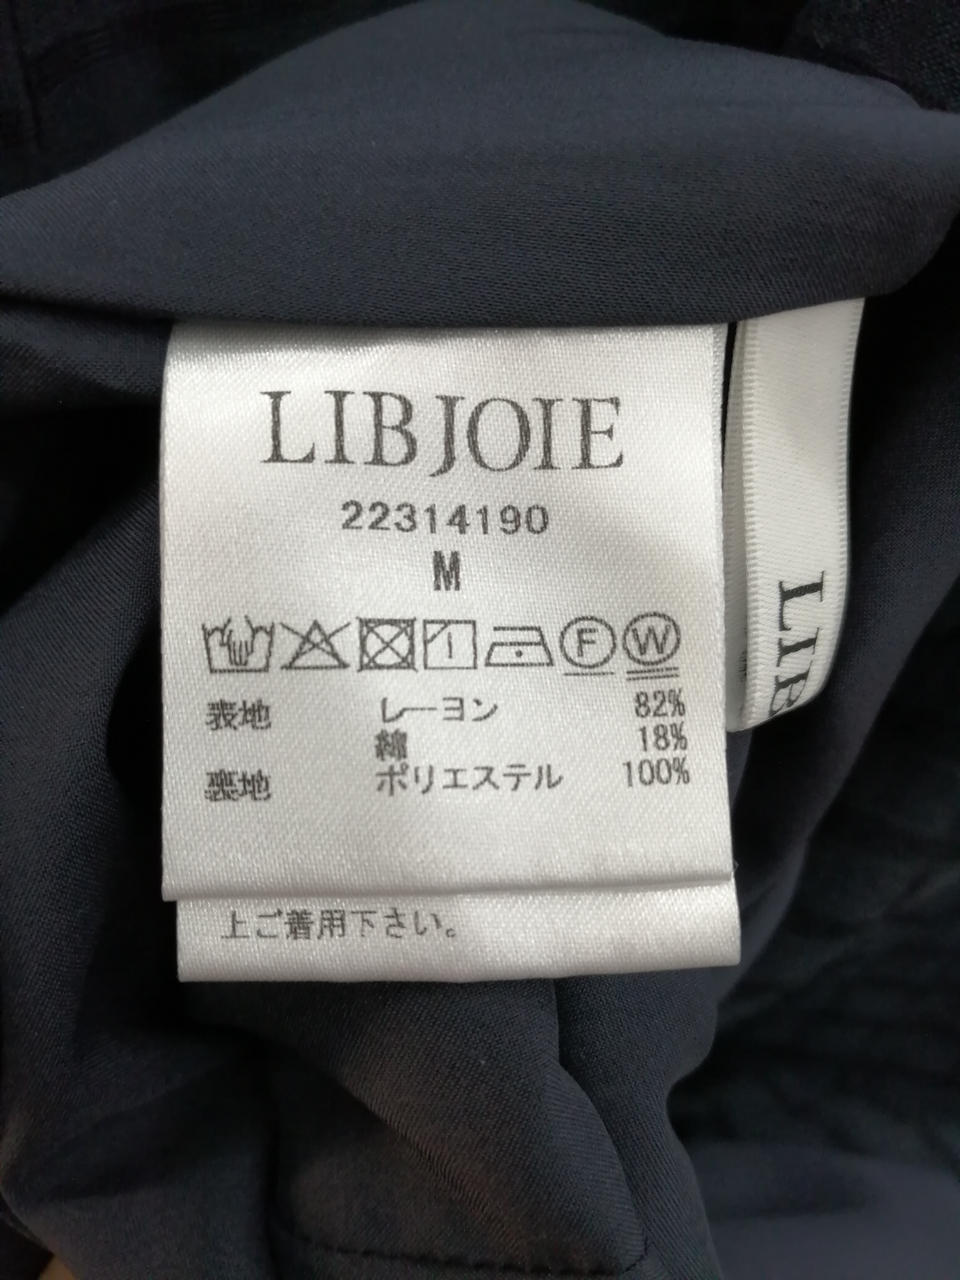 LIBJOIE
22314190
M
F W
表地 レーヨン 82%
綿 18%
裏地 ポリエステル 100%
上ご着用下さい。
LIB